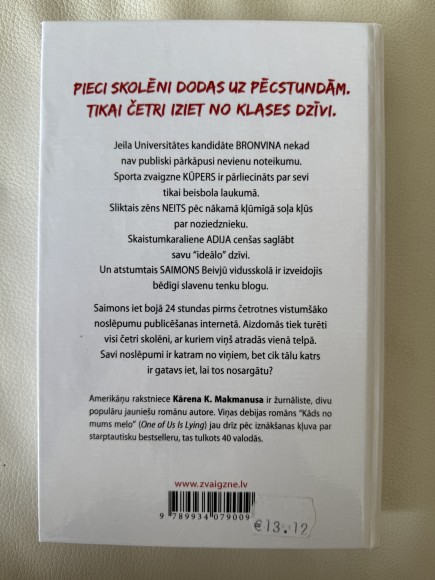 PIECI SKOLĒNI DODAS UZ PĒCSTUNDĀM.
TIKAI ČETRI IZIET NO KLASES DZĪVI.
Jeila Universitātes kandidāte BRONVINA nekad
nav publiski pārkāpusi nevienu noteikumu.
Sporta zvaigzne KŪPERS ir pārliecināts par sevi
tikai beisbola laukumā.
Sliktais zēns NEITS pēc nākamā kļūmīgā soļa kļūs
par noziedznieku.
Skaistumkaraliene ADIJA cenšas saglābt
savu "ideālo" dzīvi.
Un atstumtais SAIMONS Beivjū vidusskolā ir izveidojis
bēdīgi slavenu tenku blogu.
Saimons iet bojā 24 stundas pirms četrotnes vistumšāko
noslēpumu publicēšanas internetā. Aizdomās tiek turēti
visi četri skolēni, ar kuriem viņš atradās vienā telpā.
Savi noslēpumi ir katram no viņiem, bet cik tālu katrs
ir gatavs iet, lai tos nosargātu?
Amerikāņu rakstniece Kārena K. Makmanusa ir žurnāliste, divu
populāru jauniešu romānu autore. Viņas debijas romāns "Kāds no
mums melo" (One of Us Is Lying) jau drīz pēc iznākšanas kļuva par
starptautisku bestselleru, tas tulkots 40 valodās.
www.zvaigzne.lv
9 789934 079009
€13.12